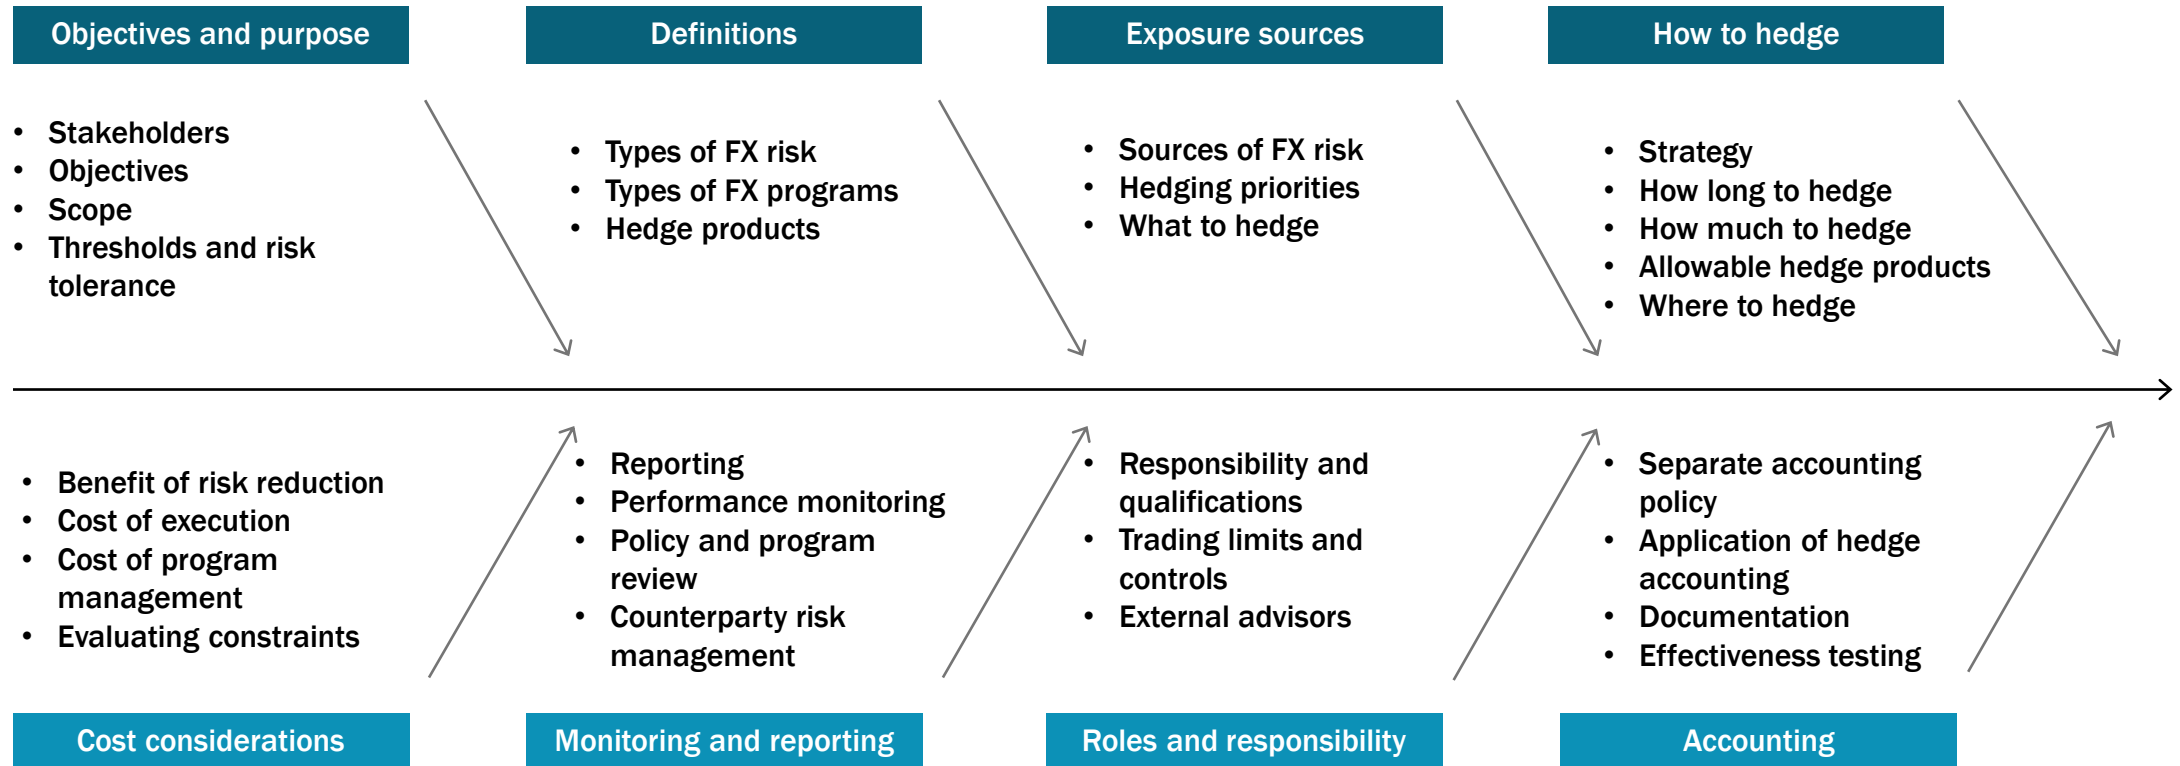 Objectives and purpose
Definitions
Exposure sources
How to hedge
• Stakeholders
• Objectives
• Scope
• Thresholds and risk
tolerance
• Types of FX risk
• Types of FX programs
• Hedge products
• Sources of FX risk
• Hedging priorities
• What to hedge
• Strategy
• How long to hedge
• How much to hedge
• Allowable hedge products
• Where to hedge
• Benefit of risk reduction
• Cost of execution
• Cost of program
management
• Evaluating constraints
• Reporting
• Performance monitoring
• Policy and program
review
• Counterparty risk
management
• Responsibility and
qualifications
• Trading limits and
controls
• External advisors
• Separate accounting
policy
• Application of hedge
accounting
• Documentation
• Effectiveness testing
Cost considerations
Monitoring and reporting
Roles and responsibility
Accounting